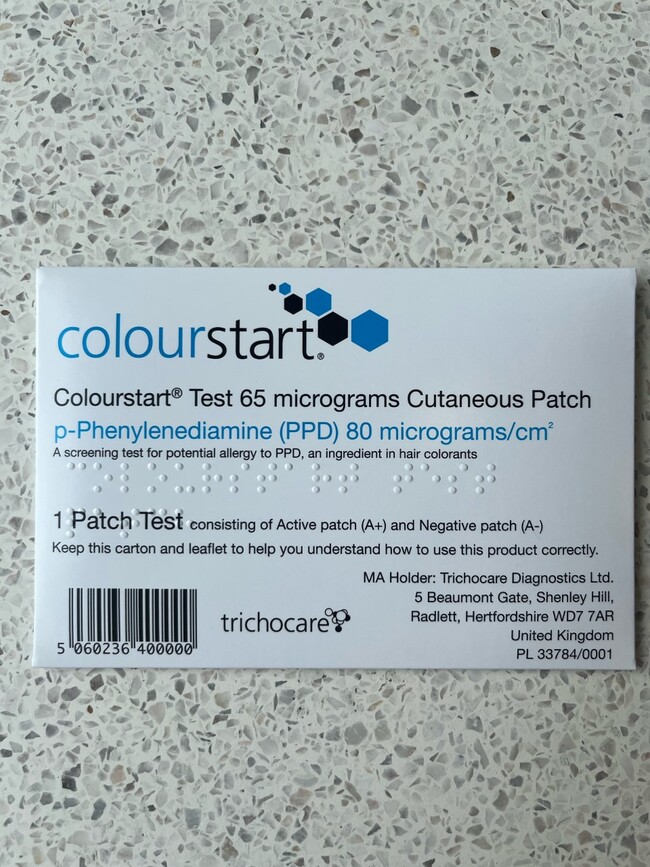 colourstart®
Colourstart® Test 65 micrograms Cutaneous Patch
p-Phenylenediamine (PPD) 80 micrograms/cm²
A screening test for potential allergy to PPD, an ingredient in hair colorants
1 Patch Test consisting of Active patch (A+) and Negative patch (A-)
Keep this carton and leaflet to help you understand how to use this product correctly.
MA Holder: Trichocare Diagnostics Ltd.
5 Beaumont Gate, Shenley Hill,
Radlett, Hertfordshire WD7 7AR
United Kingdom
PL 33784/0001
trichocare
5 060236 400000